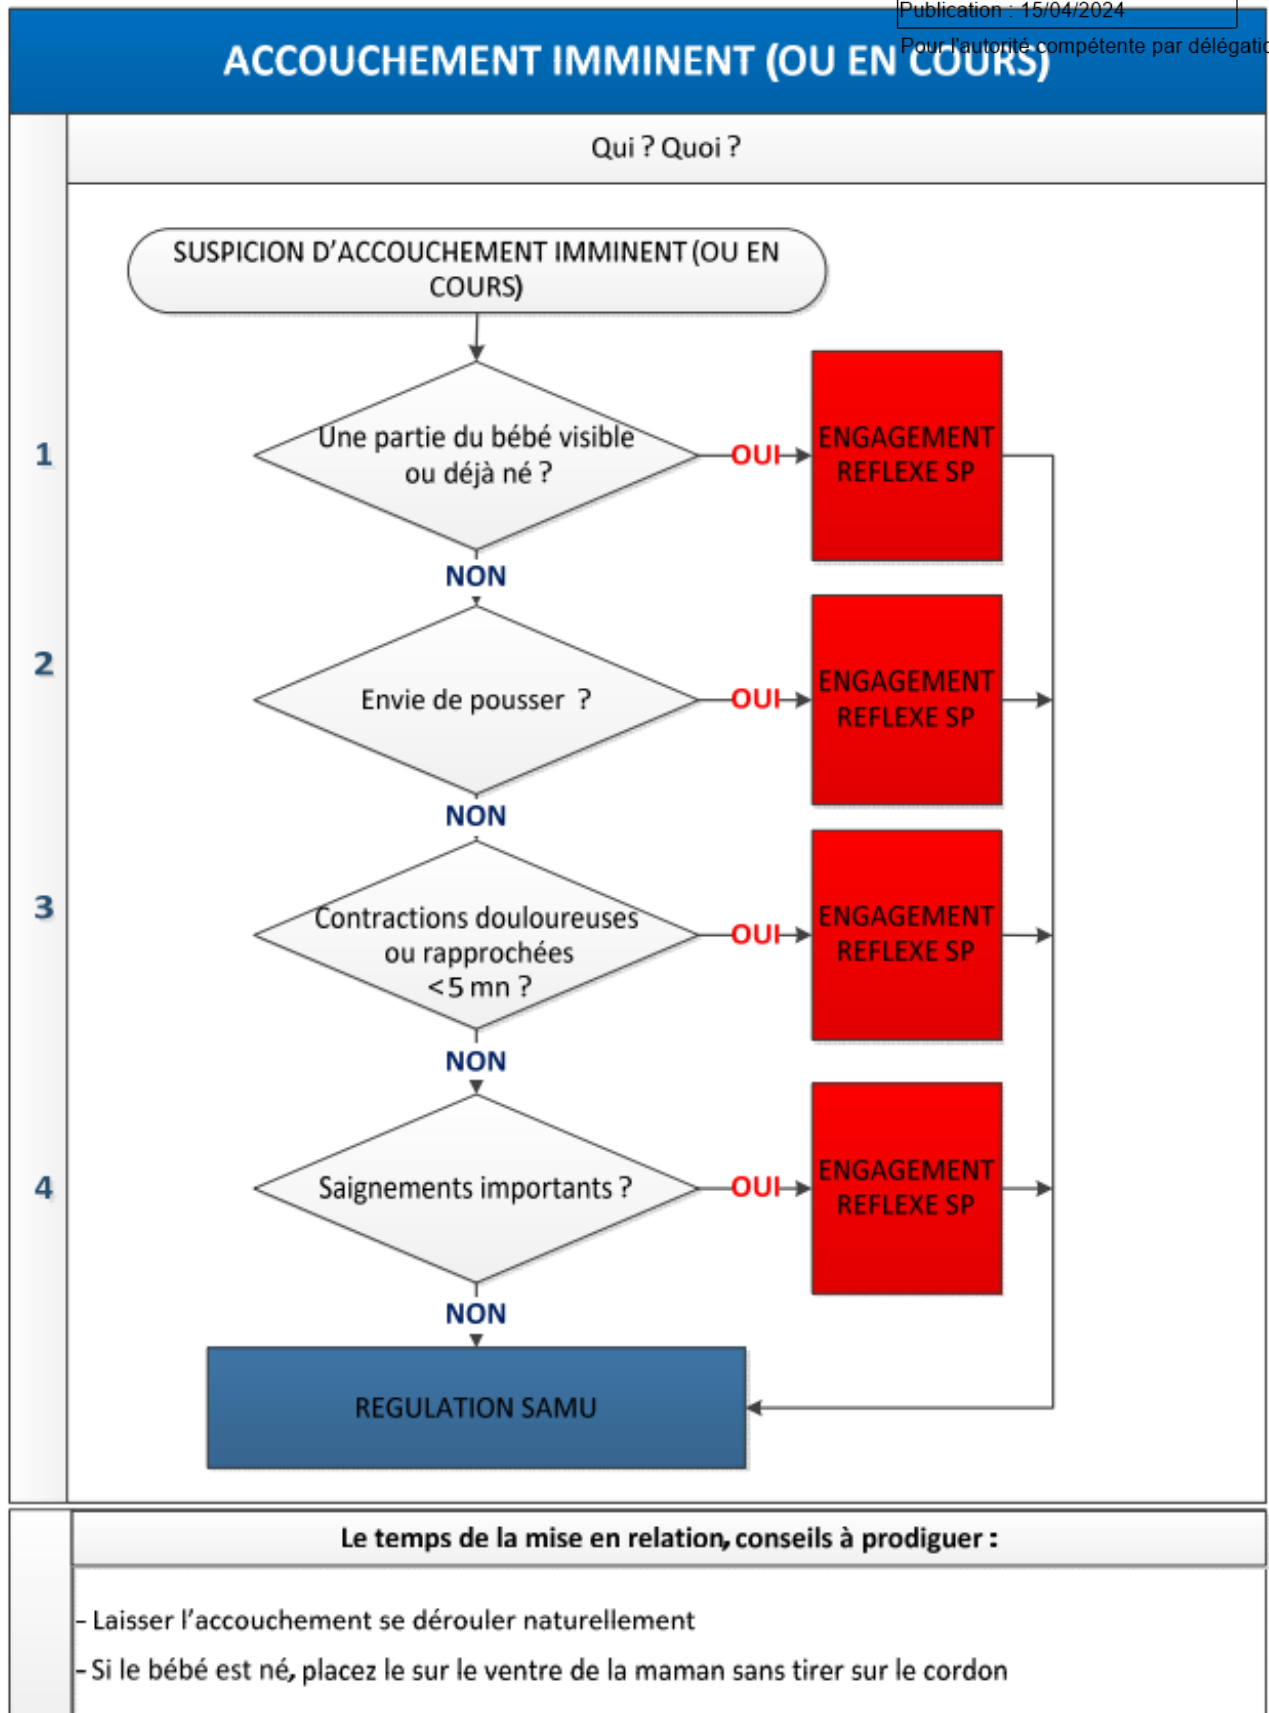 Publication : 15/04/2024
Pour l'autorité compétente par délégatio
ACCOUCHEMENT IMMINENT (OU EN COURS)
Qui ? Quoi ?
SUSPICION D'ACCOUCHEMENT IMMINENT (OU EN
COURS)
1
Une partie du bébé visible
ou déjà né ?
OUI
ENGAGEMENT
REFLEXE SP
NON
2
Envie de pousser ?
OUI
ENGAGEMENT
REFLEXE SP
NON
3
Contractions douloureuses
ou rapprochées
<5 mn ?
OUI
ENGAGEMENT
REFLEXE SP
NON
4
Saignements importants ?
OUI
ENGAGEMENT
REFLEXE SP
NON
REGULATION SAMU
Le temps de la mise en relation, conseils à prodiguer :
- Laisser l'accouchement se dérouler naturellement
- Si le bébé est né, placez le sur le ventre de la maman sans tirer sur le cordon